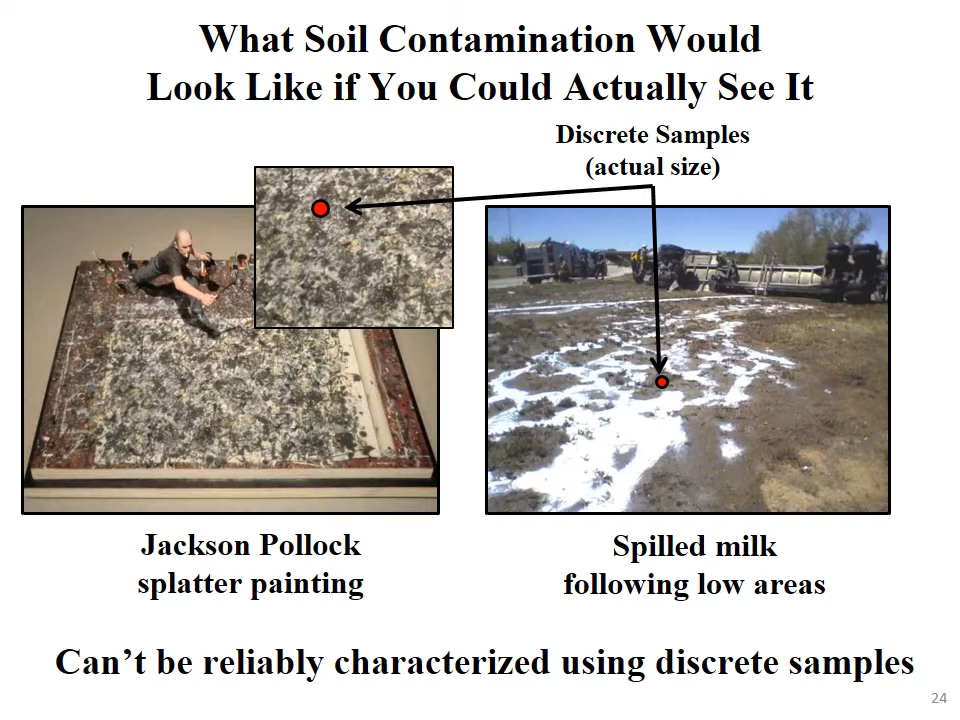 What Soil Contamination Would
Look Like if You Could Actually See It
Discrete Samples
(actual size)
Jackson Pollock
splatter painting
Spilled milk
following low areas
Can’t be reliably characterized using discrete samples
24